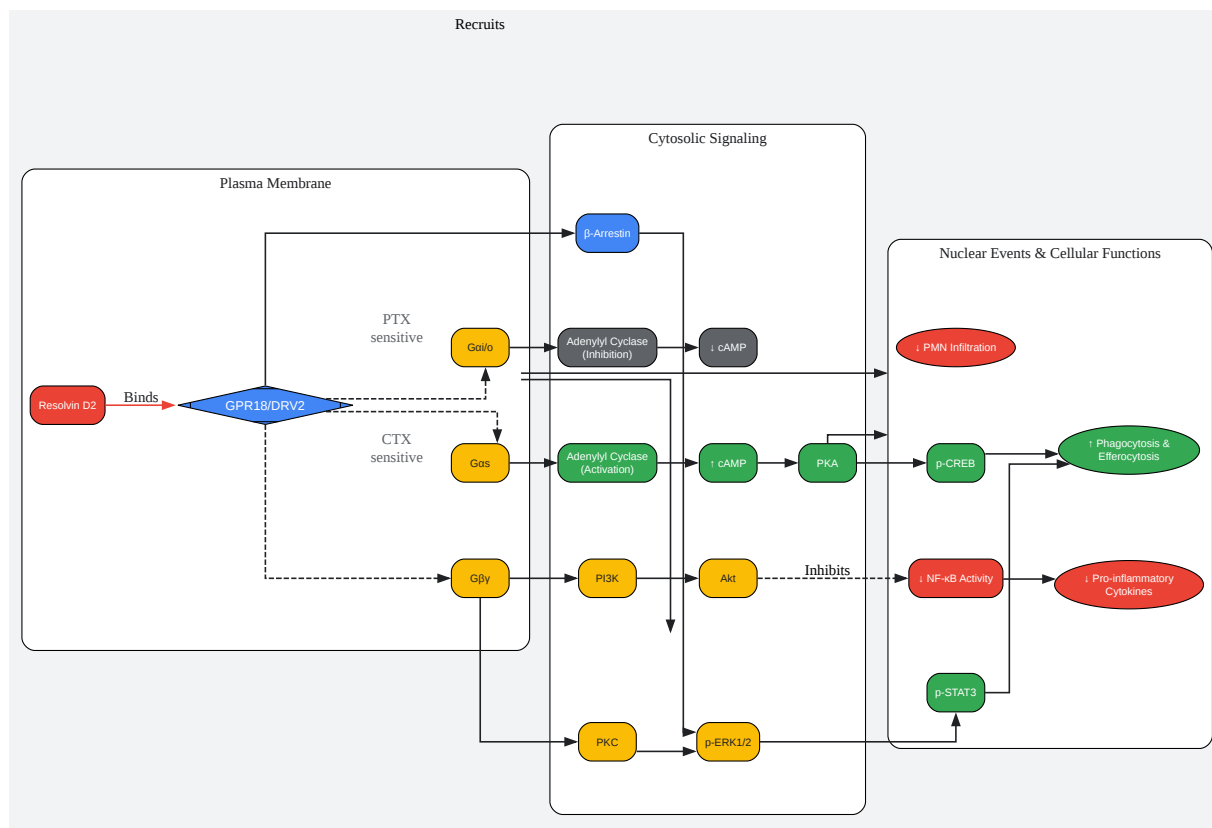 Recruits
Cytosolic Signaling
Plasma Membrane
β-Arrestin
Nuclear Events & Cellular Functions
PTX
sensitive
Gαi/o
Adenylyl Cyclase
(Inhibition)
↓ cAMP
↓ PMN Infiltration
Resolvin D2
Binds
GPR18/DRV2
CTX
sensitive
Gαs
Adenylyl Cyclase
(Activation)
↑ cAMP
PKA
p-CREB
↑ Phagocytosis &
Efferocytosis
Gβγ
PI3K
Akt
Inhibits
↓ NF-κB Activity
↓ Pro-inflammatory
Cytokines
p-STAT3
PKC
p-ERK1/2